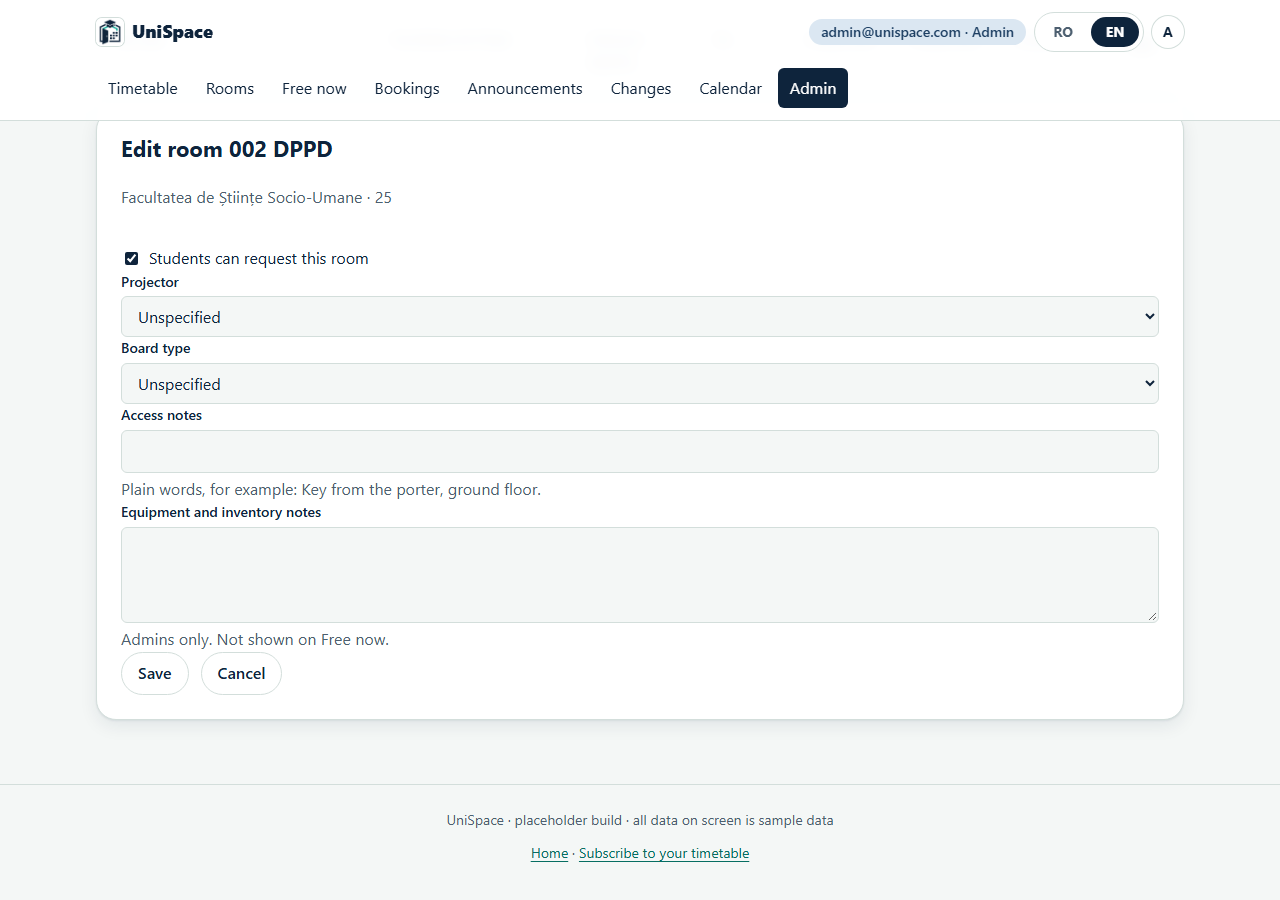 UniSpace
admin@unispace.com · Admin
RO
EN
A
Timetable
Rooms
Free now
Bookings
Announcements
Changes
Calendar
Admin
Edit room 002 DPPD
Facultatea de Științe Socio-Umane · 25
Students can request this room
Projector
Unspecified
Board type
Unspecified
Access notes
Plain words, for example: Key from the porter, ground floor.
Equipment and inventory notes
Admins only. Not shown on Free now.
Save
Cancel
UniSpace · placeholder build · all data on screen is sample data
Home · Subscribe to your timetable